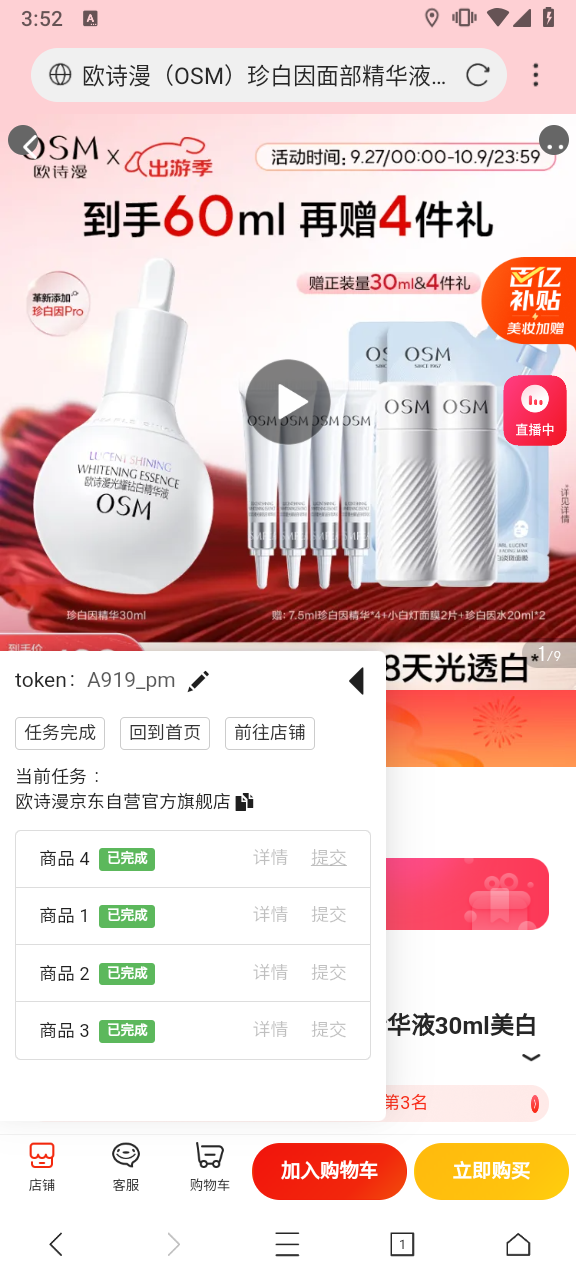 3:52
A
欧诗漫（OSM）珍白因面部精华液...
OSM
欧诗漫
X
出游季
活动时间：9.27/00:00-10.9/23:59
到手60ml 再赠4件礼
赠正装量30ml&4件礼
革新添加
珍白因Pro
百亿
补贴
美妆加赠
直播中
OSM
OSM
SINCE 1967
LUCENT SHINING
WHITENING ESSENCE
欧诗漫光罐钻白精华液
OSM
OSM OSM OSM OSM
OSM OSM
*详见详情
珍白因精华30ml
赠：7.5ml珍白因精华*4+小白灯面膜2片+珍白因水20ml*2
到手价
1/9
8天光透白*
token： A919_pm
任务完成 回到首页 前往店铺
当前任务：
欧诗漫京东自营官方旗舰店
商品 4 已完成 详情 提交
商品 1 已完成 详情 提交
商品 2 已完成 详情 提交
商品 3 已完成 详情 提交
华液30ml美白
第3名
店铺 客服 购物车 加入购物车 立即购买
1